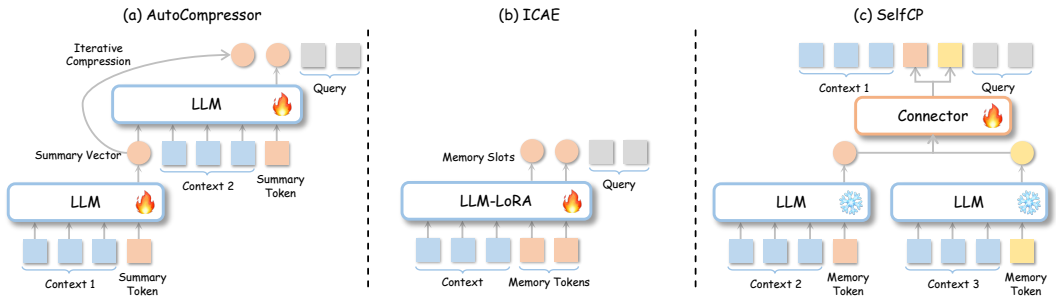 (a) AutoCompressor
Iterative
Compression
Query
LLM
Summary Vector
Context 2
Summary
Token
LLM
Context 1
Summary
Token
(b) ICAE
Memory Slots
Query
LLM-LoRA
Context
Memory Tokens
(c) SelfCP
Context 1
Query
Connector
LLM
LLM
Context 2
Memory
Token
Context 3
Memory
Token